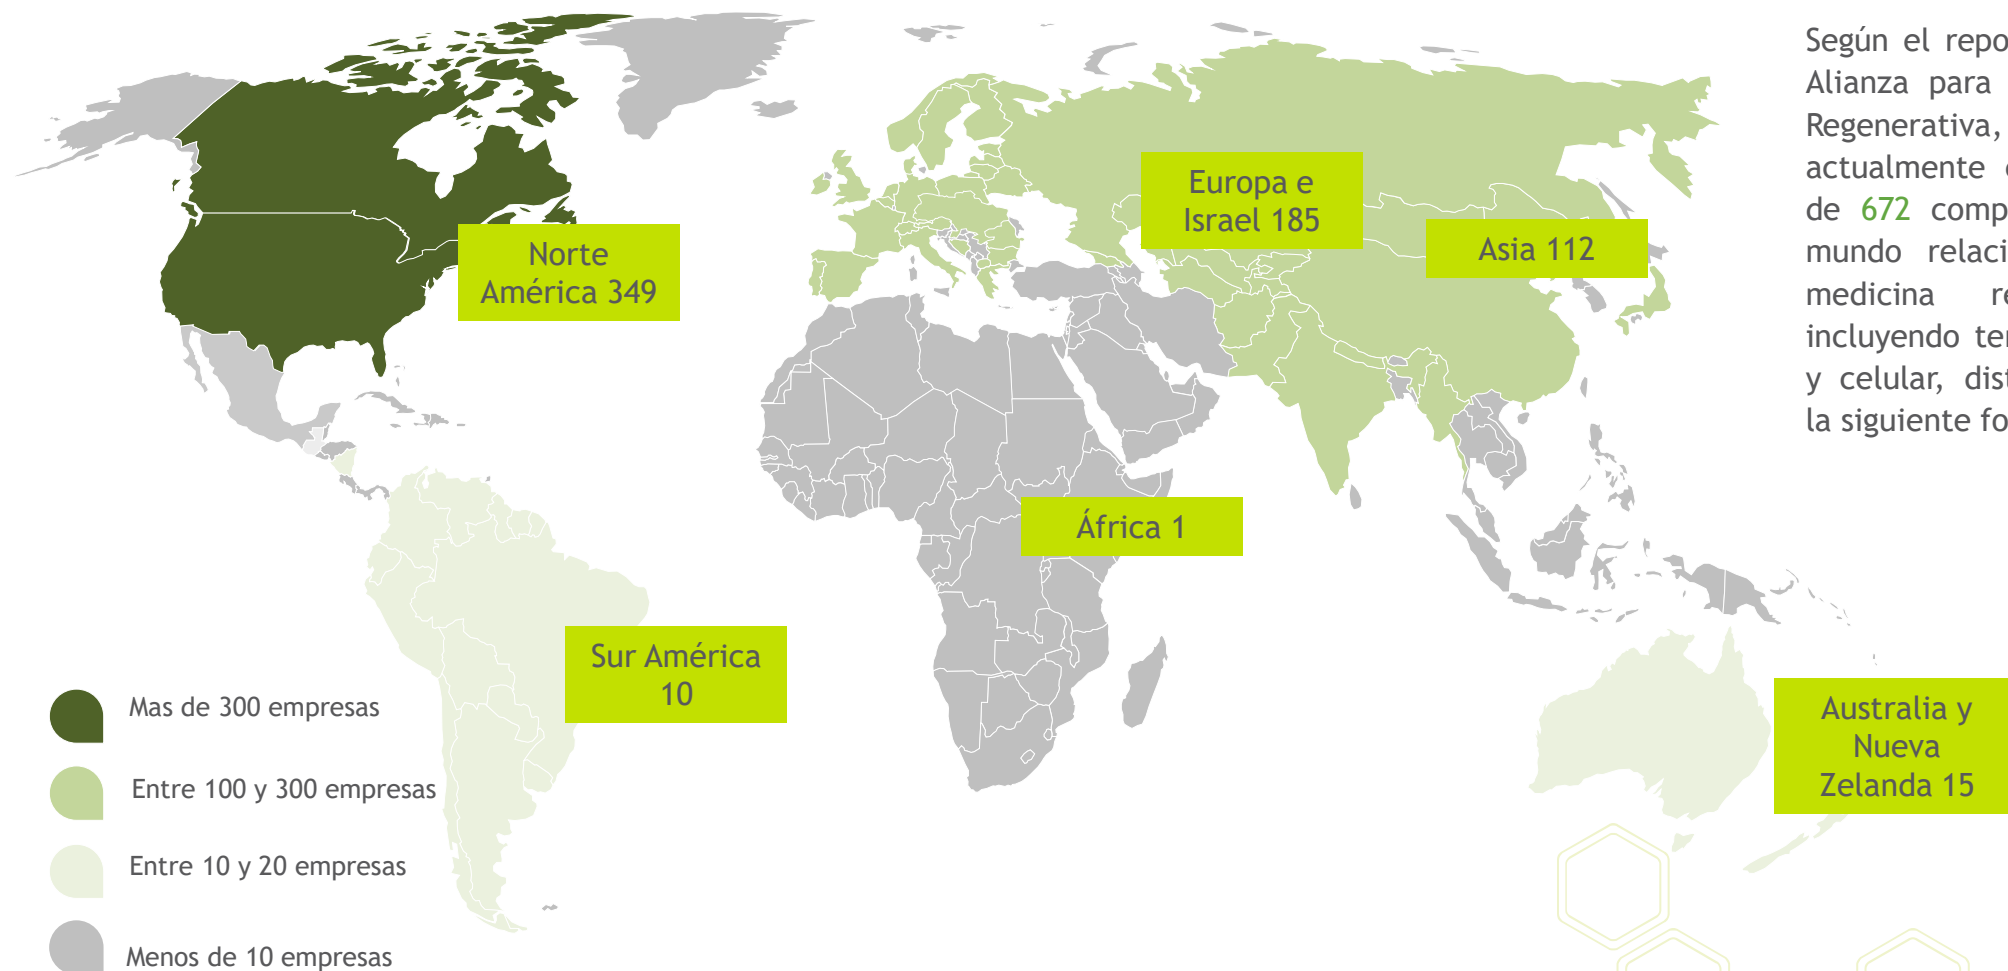 Según el repo
Alianza para
Regenerativa,
actualmente
de 672 comp
mundo relaci
medicina re
incluyendo te
y celular, dist
la siguiente fo
Europa e
Israel 185
Asia 112
Norte
América 349
África 1
Sur América
10
Australia y
Nueva
Zelanda 15
Mas de 300 empresas
Entre 100 y 300 empresas
Entre 10 y 20 empresas
Menos de 10 empresas